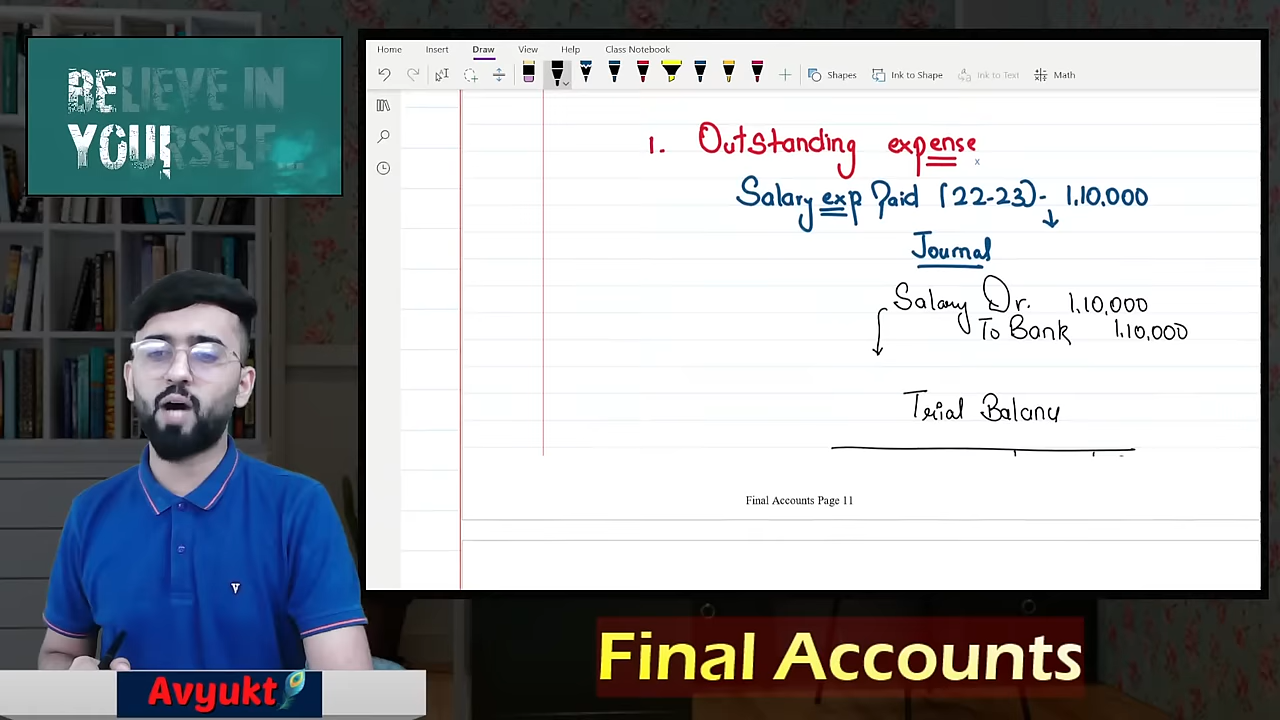 BELIEVE IN
YOURSELF...
Home Insert Draw View Help Class Notebook
Shapes Ink to Shape Ink to Text Math
1. Outstanding expense
x
Salary exp Paid (22-23)- 1,10,000
Journal
Salary Dr. 1,10,000
To Bank 1,10,000
Trial Balance
Final Accounts Page 11
V
Final Accounts
Avyukt